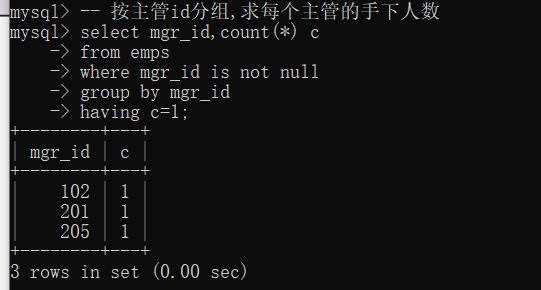 mysql> -- 按主管id分组,求每个主管的手下人数
mysql> select mgr_id,count(*) c
    -> from emps
    -> where mgr_id is not null
    -> group by mgr_id
    -> having c=1;
+--------+---+
| mgr_id | c |
+--------+---+
|    102 | 1 |
|    201 | 1 |
|    205 | 1 |
+--------+---+
3 rows in set (0.00 sec)